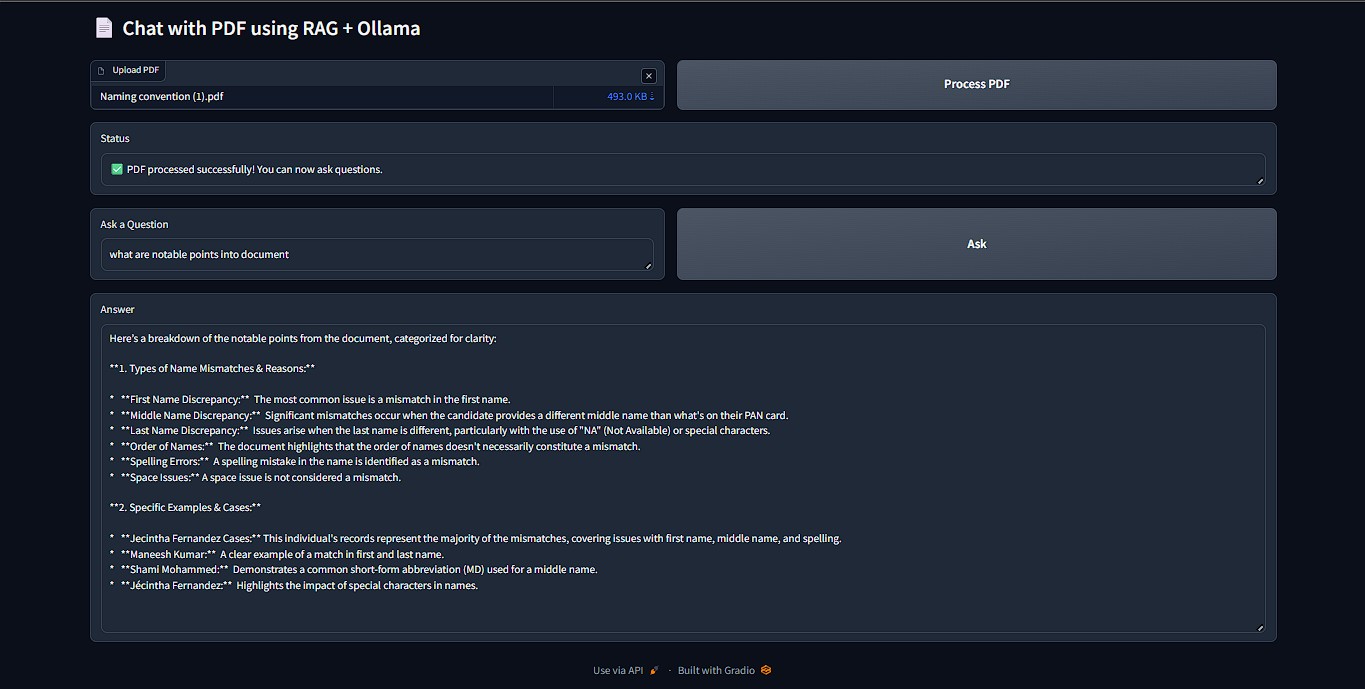 Chat with PDF using RAG + Ollama
Upload PDF
Naming convention (1).pdf
493.0 KB ↓
Process PDF
Status
✅ PDF processed successfully! You can now ask questions.
Ask a Question
what are notable points into document
Ask
Answer
Here's a breakdown of the notable points from the document, categorized for clarity:
**1. Types of Name Mismatches & Reasons:**
* **First Name Discrepancy:** The most common issue is a mismatch in the first name.
* **Middle Name Discrepancy:** Significant mismatches occur when the candidate provides a different middle name than what's on their PAN card.
* **Last Name Discrepancy:** Issues arise when the last name is different, particularly with the use of "NA" (Not Available) or special characters.
* **Order of Names:** The document highlights that the order of names doesn't necessarily constitute a mismatch.
* **Spelling Errors:** A spelling mistake in the name is identified as a mismatch.
* **Space Issues:** A space issue is not considered a mismatch.
**2. Specific Examples & Cases:**
* **Jecintha Fernandez Cases:** This individual's records represent the majority of the mismatches, covering issues with first name, middle name, and spelling.
* **Maneesh Kumar:** A clear example of a match in first and last name.
* **Shami Mohammed:** Demonstrates a common short-form abbreviation (MD) used for a middle name.
* **Jécintha Fernandez:** Highlights the impact of special characters in names.
Use via API · Built with Gradio